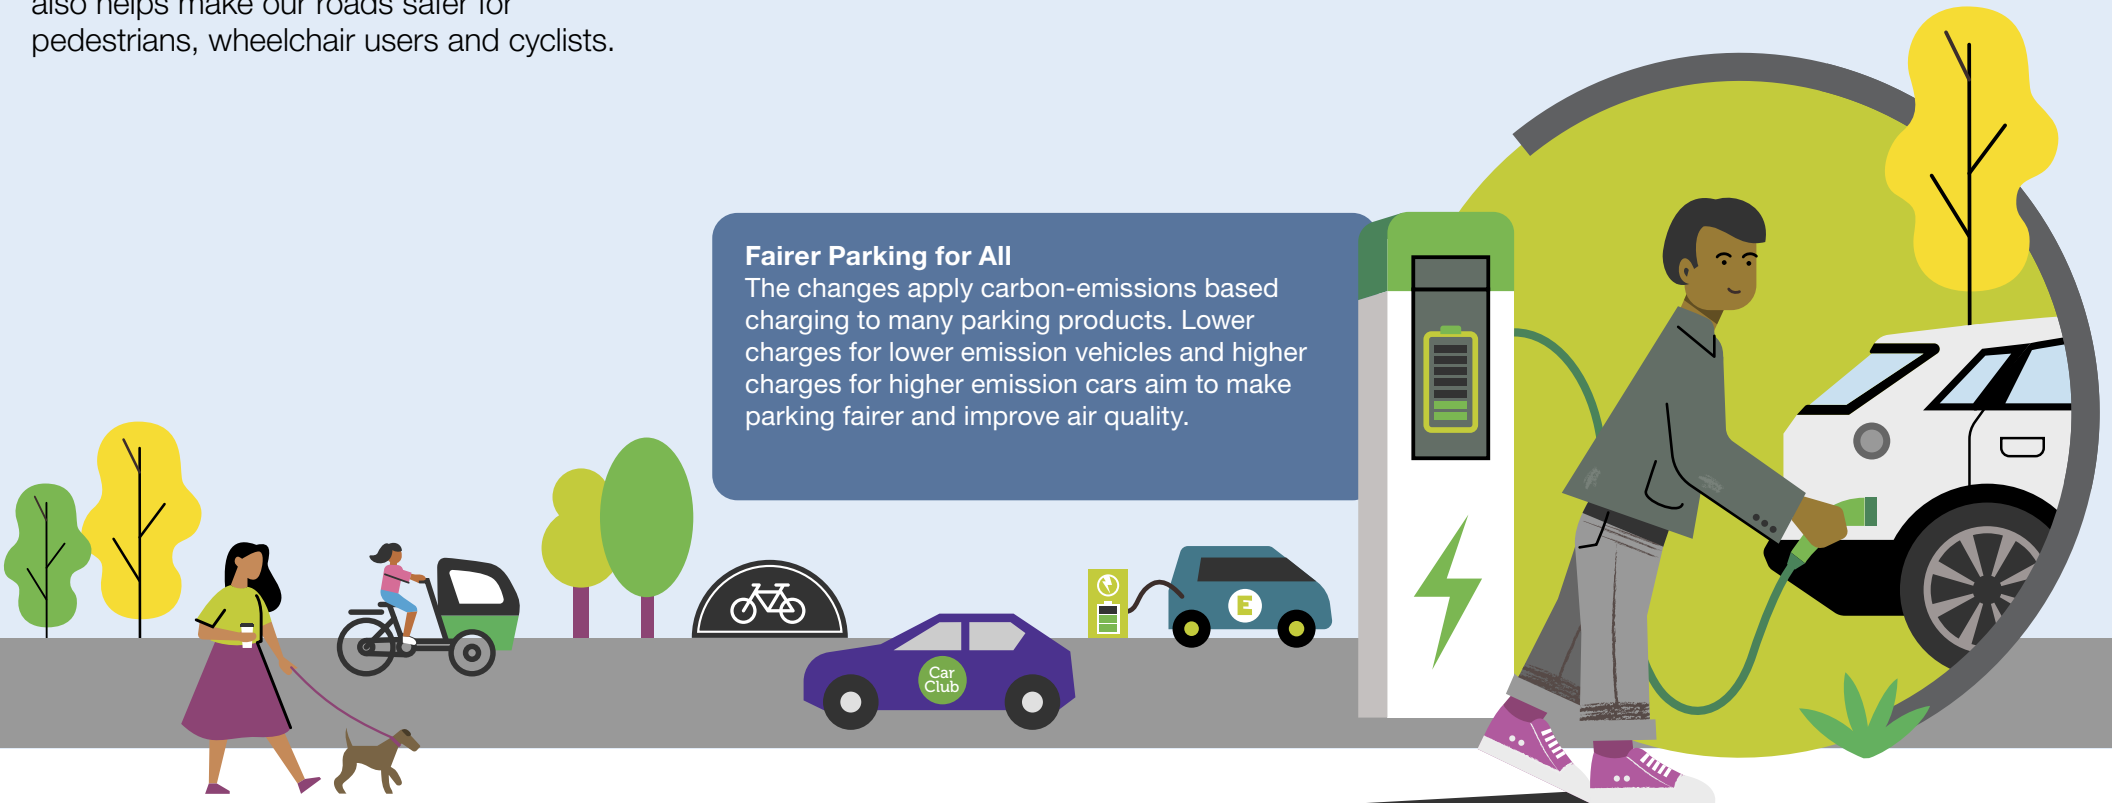 also helps make our roads safer for
pedestrians, wheelchair users and cyclists.
Fairer Parking for All
The changes apply carbon-emissions based
charging to many parking products. Lower
charges for lower emission vehicles and higher
charges for higher emission cars aim to make
parking fairer and improve air quality.
E
Car
Club